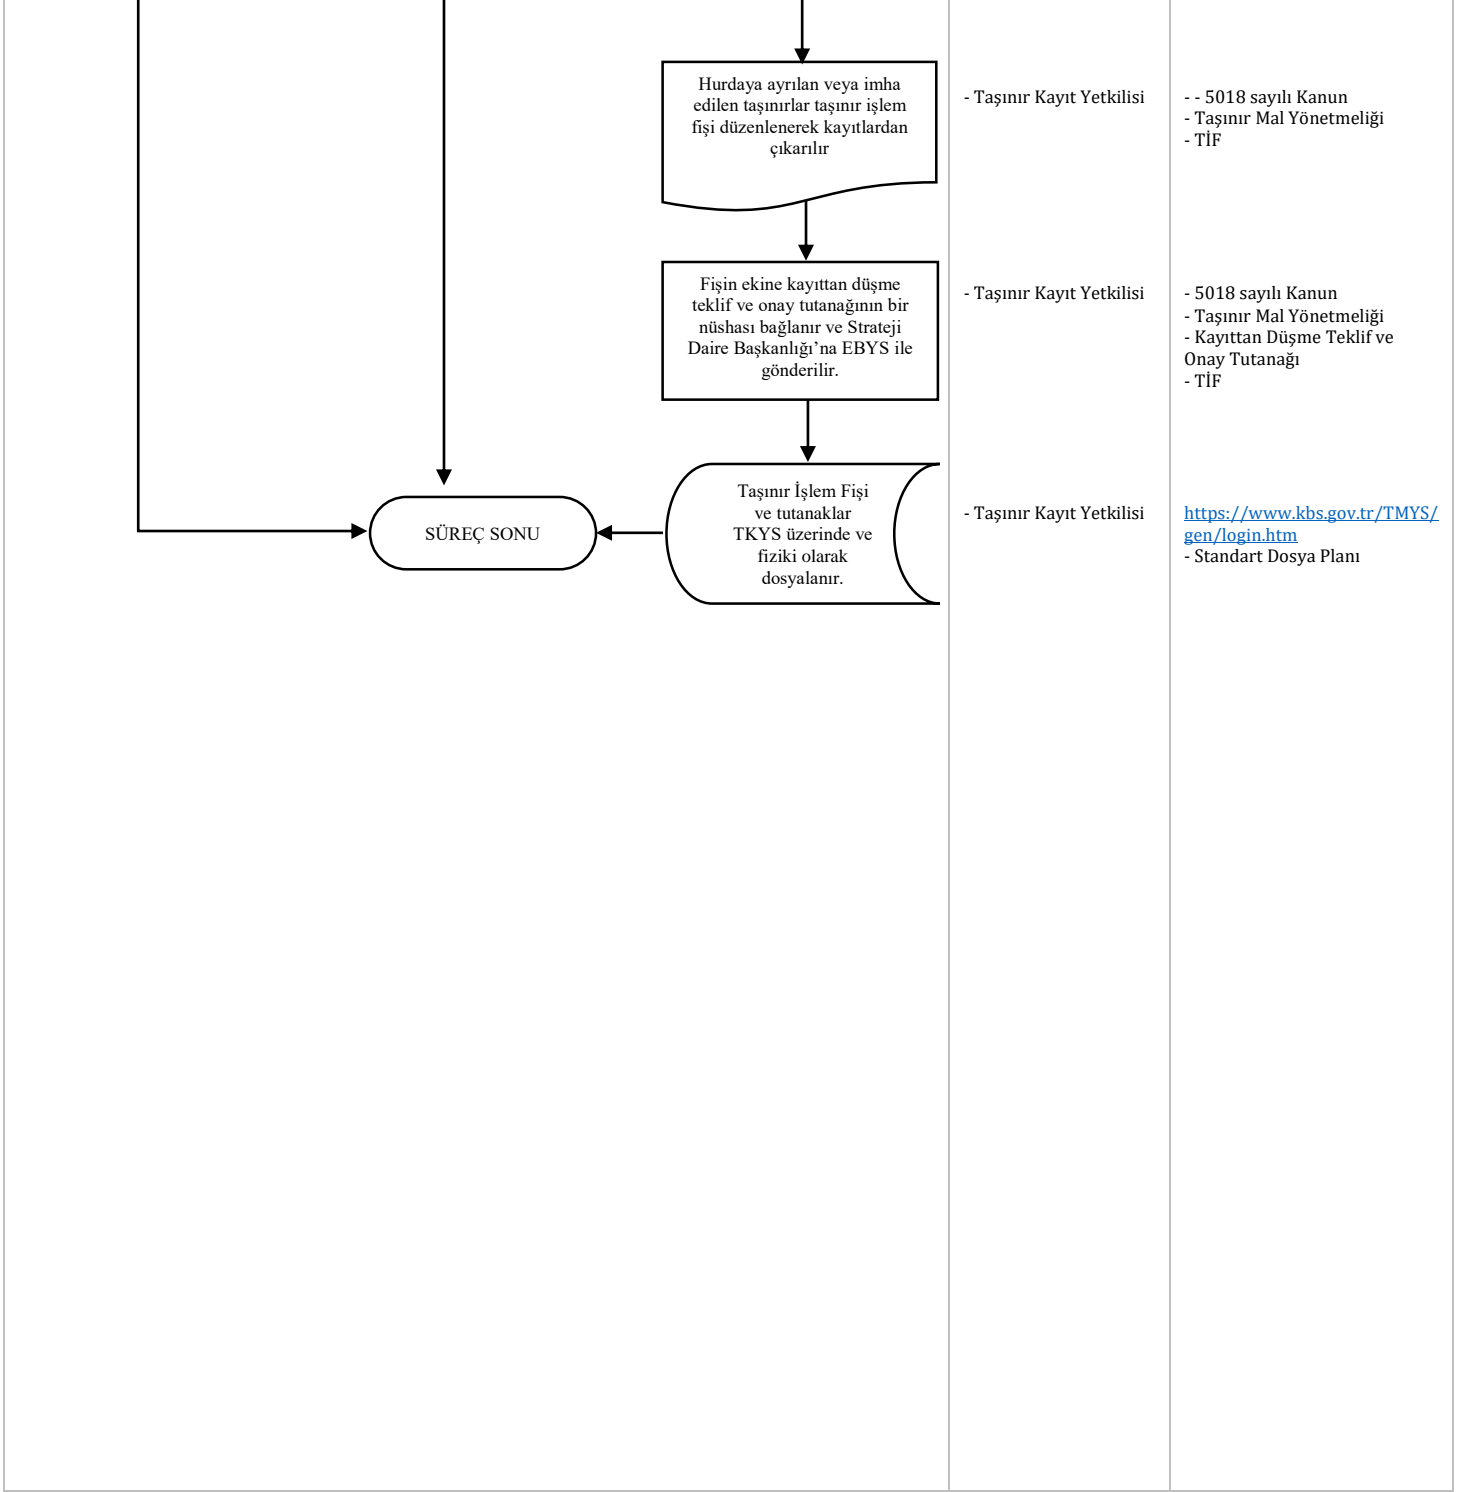 Hurdaya ayrılan veya imha
edilen taşınırlar taşınır işlem
fişi düzenlenerek kayıtlardan
çıkarılır
- Taşınır Kayıt Yetkilisi
- - 5018 sayılı Kanun
- Taşınır Mal Yönetmeliği
- TİF
Fişin ekine kayıttan düşme
teklif ve onay tutanağının bir
nüshası bağlanır ve Strateji
Daire Başkanlığı’na EBYS ile
gönderilir.
- Taşınır Kayıt Yetkilisi
- 5018 sayılı Kanun
- Taşınır Mal Yönetmeliği
- Kayıttan Düşme Teklif ve
Onay Tutanağı
- TİF
SÜREÇ SONU
Taşınır İşlem Fişi
ve tutanaklar
TKYS üzerinde ve
fiziki olarak
dosyalanır.
- Taşınır Kayıt Yetkilisi
https://www.kbs.gov.tr/TMYS/
gen/login.htm
- Standart Dosya Planı